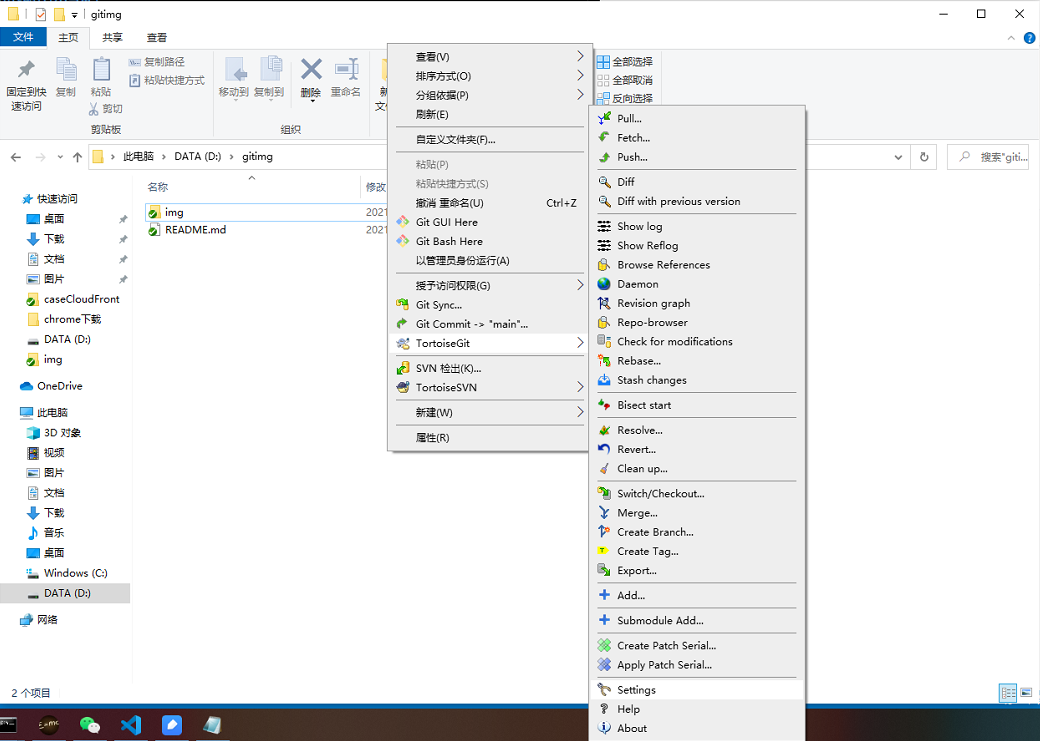 gitimg
文件
主页
共享
查看
固定到快
速访问
复制
粘贴
复制路径
粘贴快捷方式
剪切
剪贴板
移动到
复制到
删除
重命名
组织
新
文
全部选择
全部取消
反向选择
此电脑 > DATA (D:) > gitimg
搜索"giti...
名称
修改
img
2021
README.md
2021
快速访问
桌面
下载
文档
图片
caseCloudFront
chrome下载
DATA (D:)
img
OneDrive
此电脑
3D 对象
视频
图片
文档
下载
音乐
桌面
Windows (C:)
DATA (D:)
网络
2 个项目
查看(V)
排序方式(O)
分组依据(P)
刷新(E)
自定义文件夹(F)...
粘贴(P)
粘贴快捷方式(S)
撤消 重命名(U) Ctrl+Z
Git GUI Here
Git Bash Here
以管理员身份运行(A)
授予访问权限(G)
Git Sync...
Git Commit -> "main"...
TortoiseGit
SVN 检出(K)...
TortoiseSVN
新建(W)
属性(R)
Pull...
Fetch...
Push...
Diff
Diff with previous version
Show log
Show Reflog
Browse References
Daemon
Revision graph
Repo-browser
Check for modifications
Rebase...
Stash changes
Bisect start
Resolve...
Revert...
Clean up...
Switch/Checkout...
Merge...
Create Branch...
Create Tag...
Export...
Add...
Submodule Add...
Create Patch Serial...
Apply Patch Serial...
Settings
Help
About